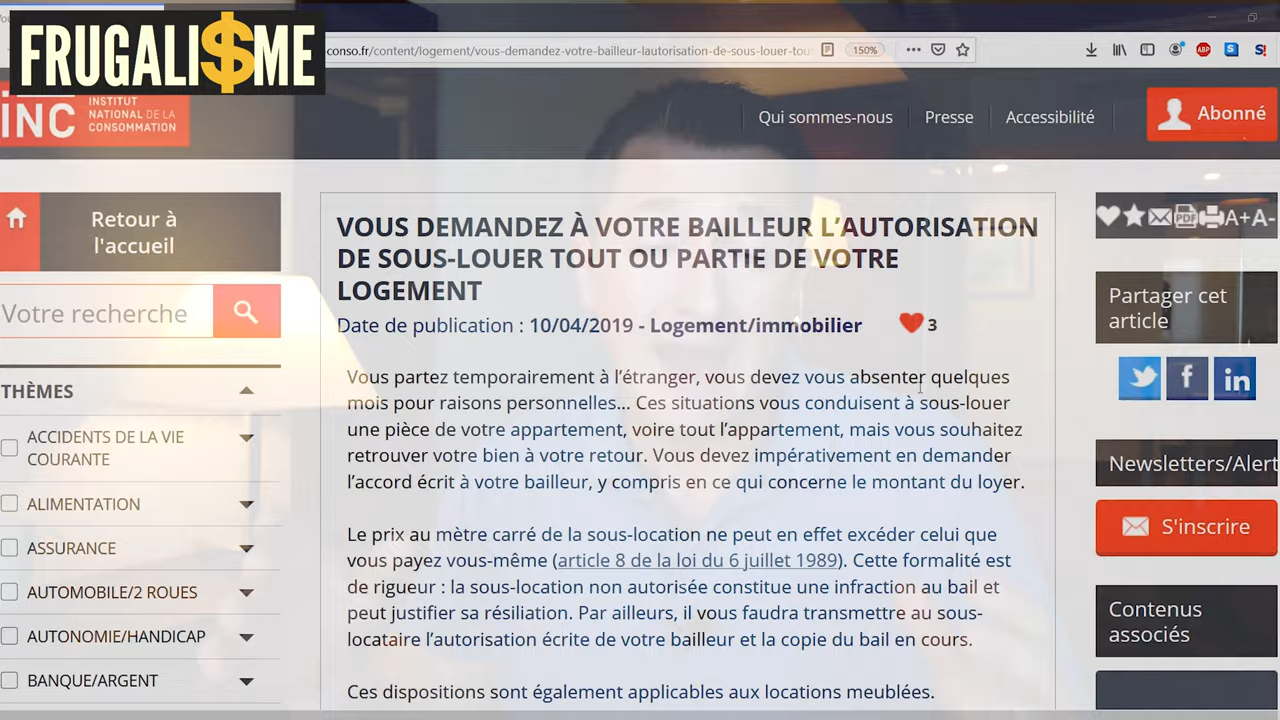 FRUGALI$ME
conso.fr/content/logement/vous-demandez-votre-bailleur-lautorisation-de-sous-louer-tou
150%
ABP
S
S!
inc
INSTITUT
NATIONAL DE LA
CONSOMMATION
Qui sommes-nous
Presse
Accessibilité
Abonné
Retour à
l'accueil
Votre recherche
THÈMES
ACCIDENTS DE LA VIE
COURANTE
ALIMENTATION
ASSURANCE
AUTOMOBILE/2 ROUES
AUTONOMIE/HANDICAP
BANQUE/ARGENT
VOUS DEMANDEZ À VOTRE BAILLEUR L’AUTORISATION
DE SOUS-LOUER TOUT OU PARTIE DE VOTRE
LOGEMENT
Date de publication : 10/04/2019 - Logement/immobilier
3
Vous partez temporairement à l’étranger, vous devez vous absenter quelques
mois pour raisons personnelles… Ces situations vous conduisent à sous-louer
une pièce de votre appartement, voire tout l’appartement, mais vous souhaitez
retrouver votre bien à votre retour. Vous devez impérativement en demander
l’accord écrit à votre bailleur, y compris en ce qui concerne le montant du loyer.
Le prix au mètre carré de la sous-location ne peut en effet excéder celui que
vous payez vous-même (article 8 de la loi du 6 juillet 1989). Cette formalité est
de rigueur : la sous-location non autorisée constitue une infraction au bail et
peut justifier sa résiliation. Par ailleurs, il vous faudra transmettre au sous-
locataire l’autorisation écrite de votre bailleur et la copie du bail en cours.
Ces dispositions sont également applicables aux locations meublées.
PDF
A+
A-
Partager cet
article
f
in
Newsletters/Alert
S'inscrire
Contenus
associés